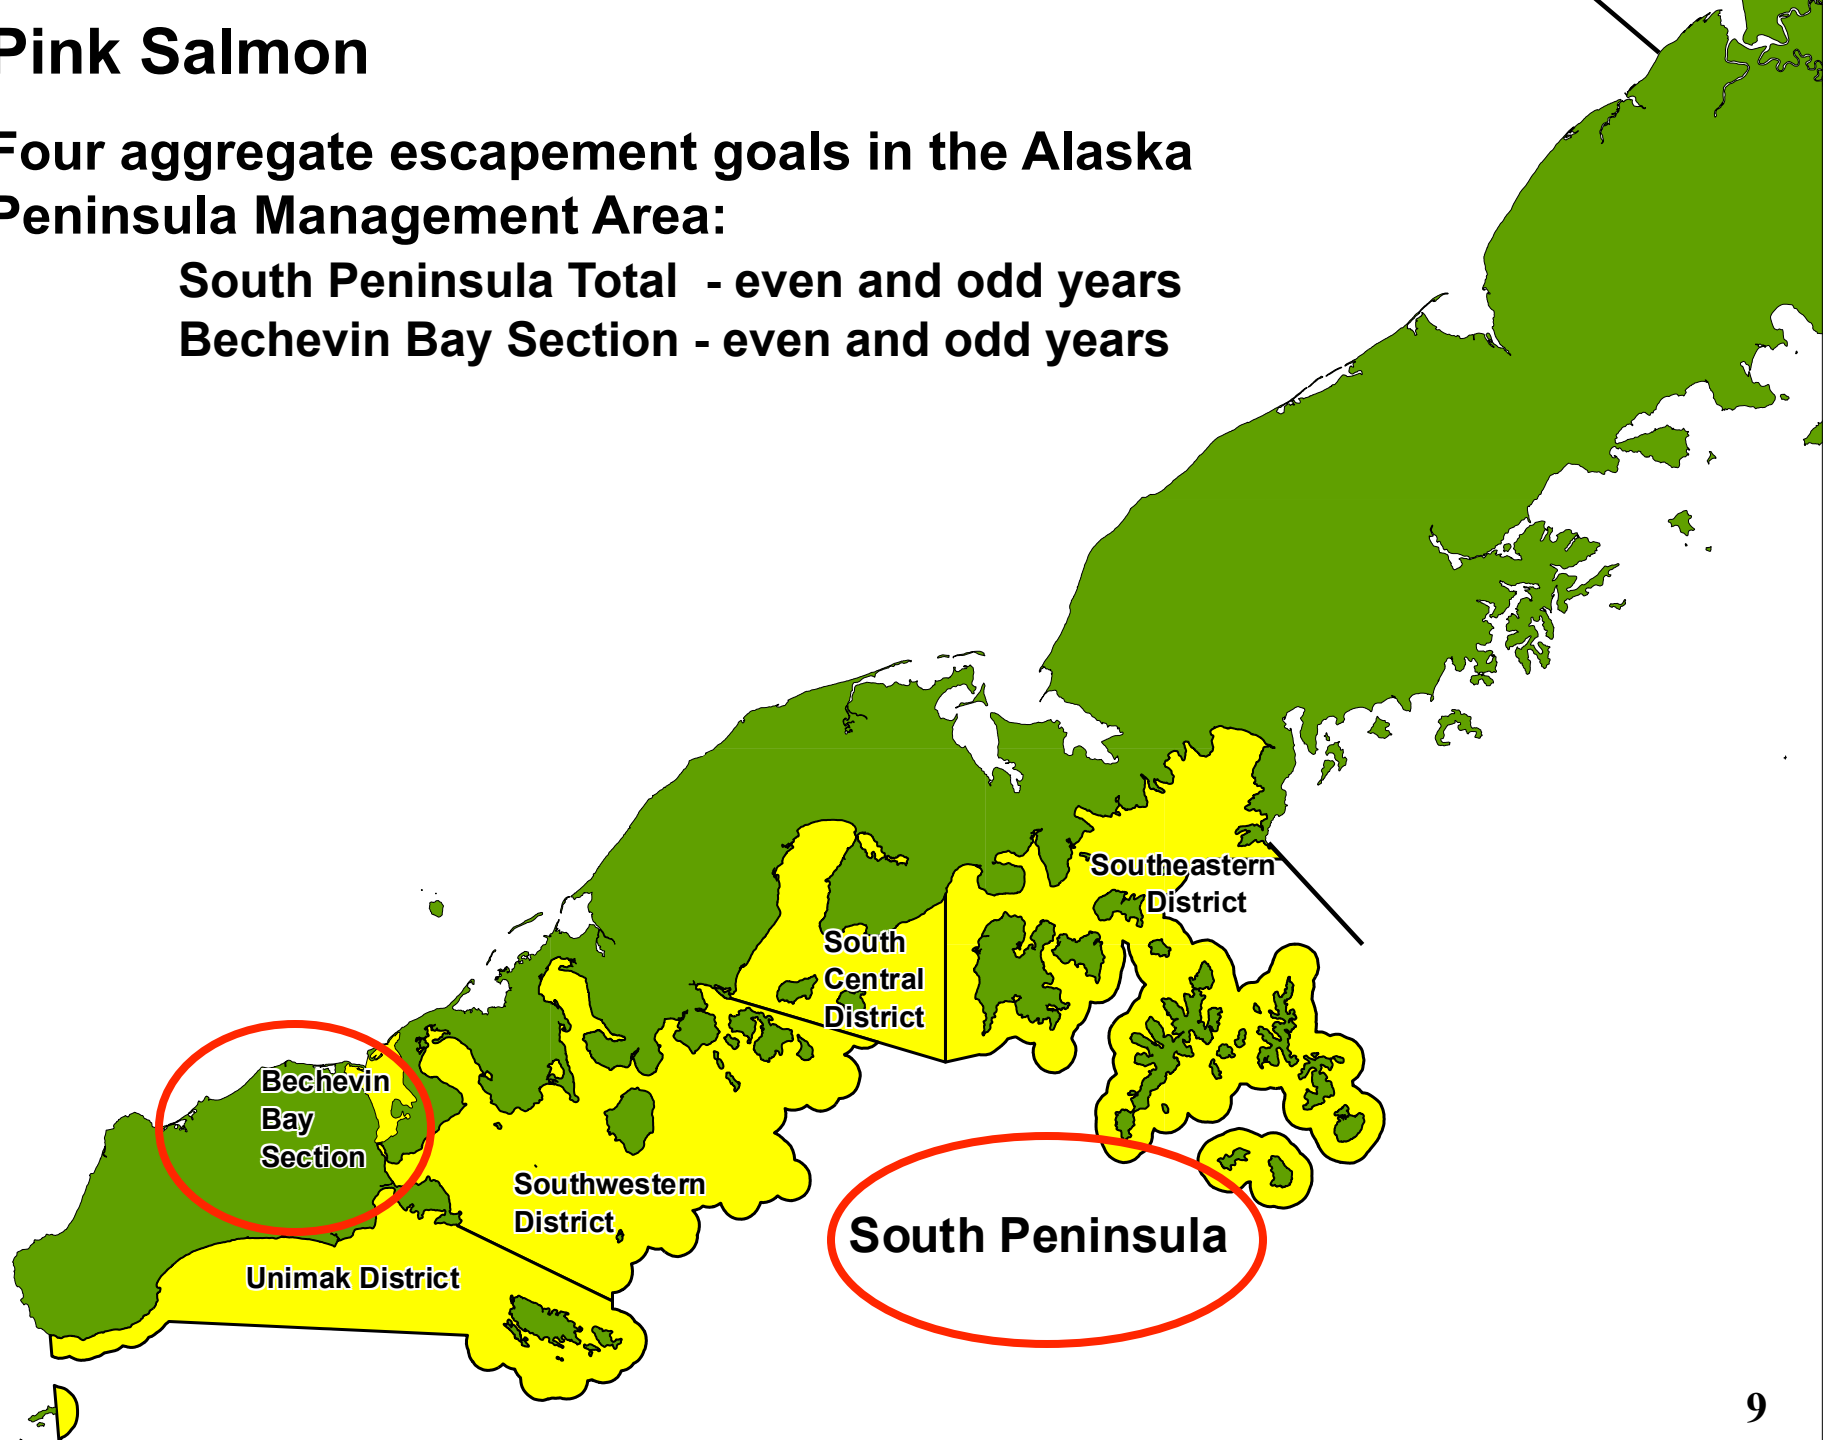 Pink Salmon
Four aggregate escapement goals in the Alaska
Peninsula Management Area:
South Peninsula Total - even and odd years
Bechevin Bay Section - even and odd years
Southeastern
District
South
Central
District
Bechevin
Bay
Section
Southwestern
District
South Peninsula
Unimak District
9